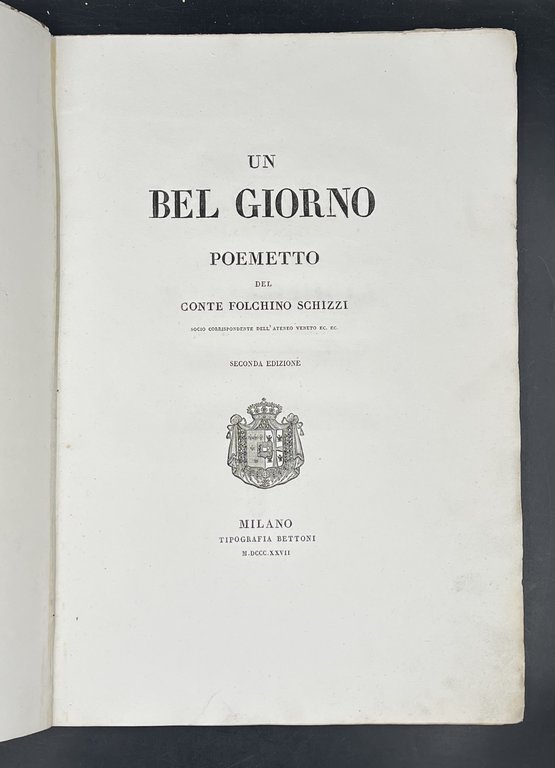 UN
BEL GIORNO
POEMETTO
DEL
CONTE FOLCHINO SCHIZZI
SOCIO CORRISPONDENTE DELL' ATENEO VENETO EC. EC.
SECONDA EDIZIONE
MILANO
TIPOGRAFIA BETTONI
M.DCCC.XXVII